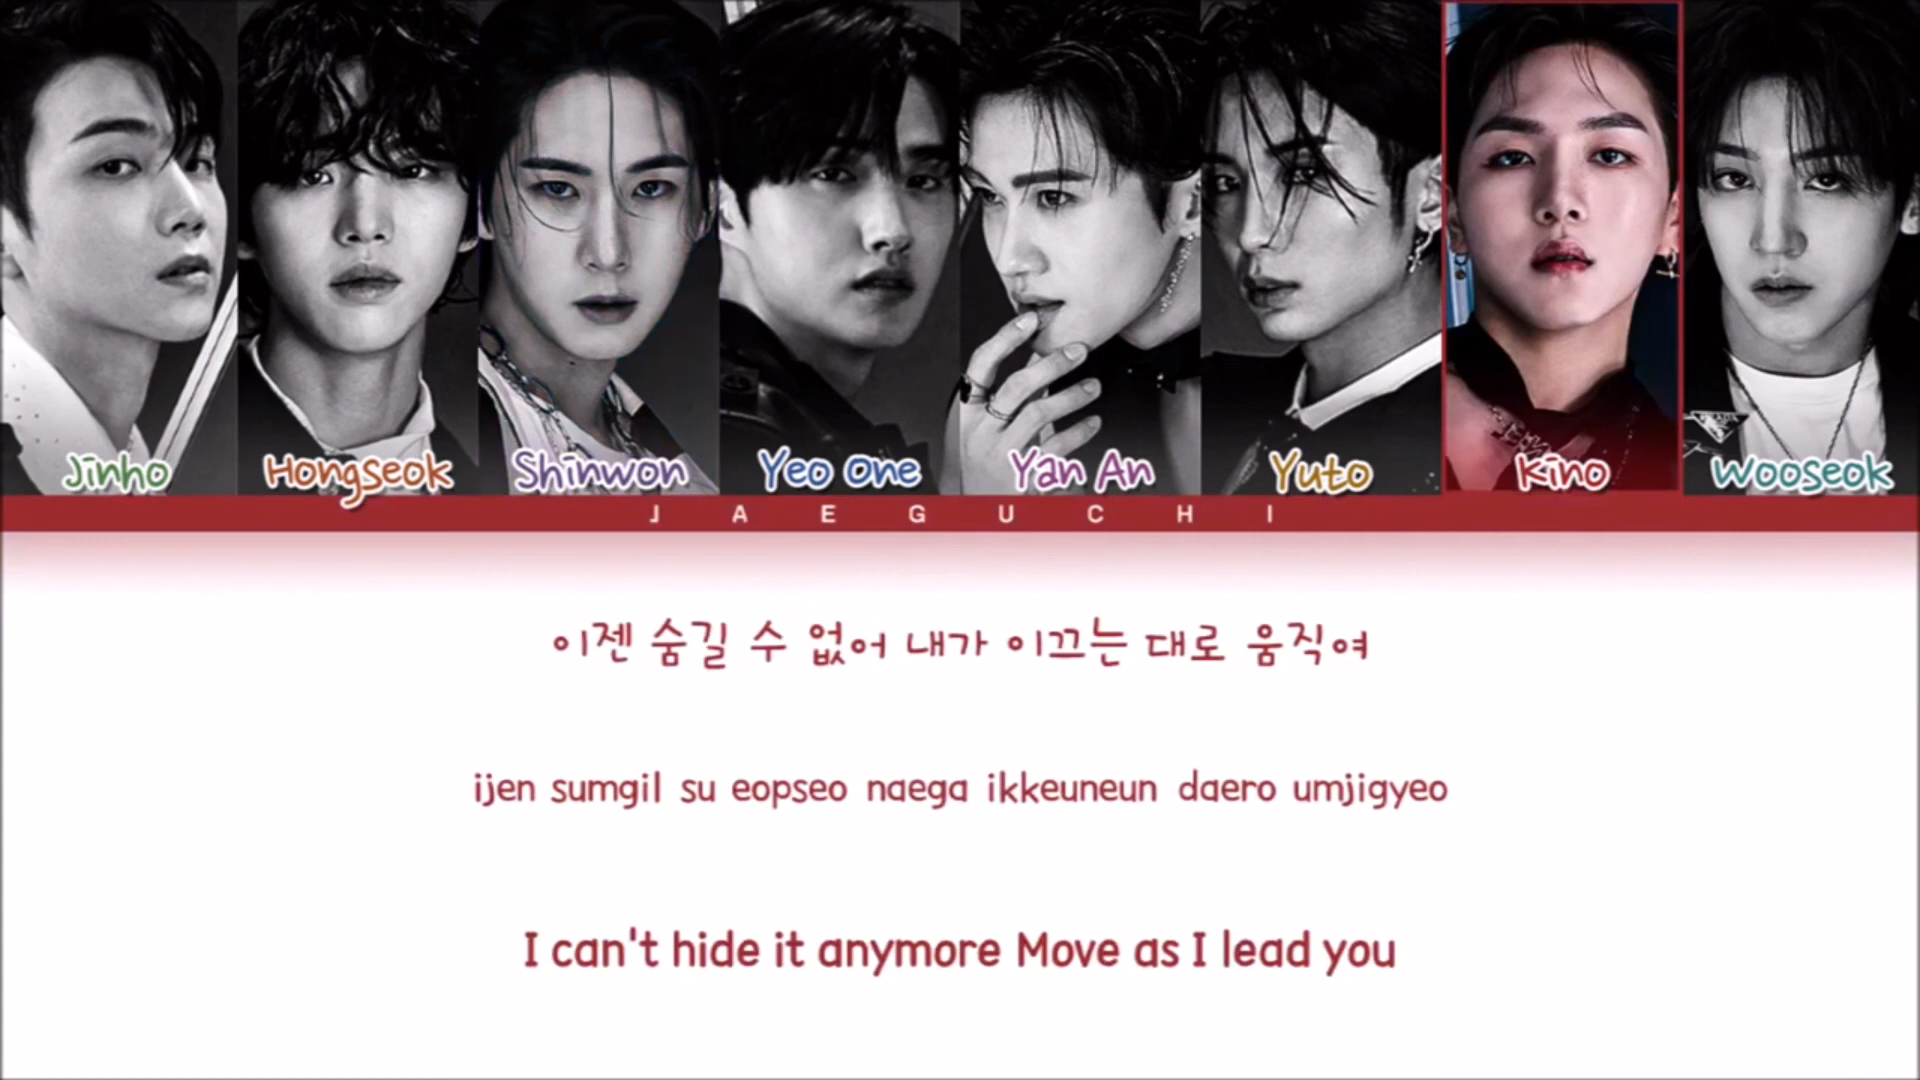 Jinho Hongseok Shinwon Yeo One Yan An Yuto Kino Wooseok
JAEGUCHI
이젠 숨길 수 없어 내가 이끄는 대로 움직여
ijen sumgil su eopseo naega ikkeuneun daero umjigyeo
I can't hide it anymore Move as I lead you